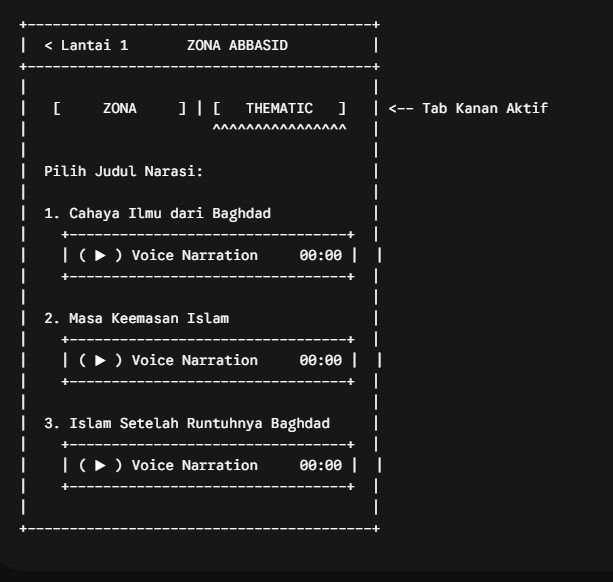 +-----------------------------------------+
|  < Lantai 1       ZONA ABBASID          |
+-----------------------------------------+
|                                         |
|   [     ZONA     ] | [   THEMATIC   ]   | <-- Tab Kanan Aktif
|                      ^^^^^^^^^^^^^^^^   |
|                                         |
|  Pilih Judul Narasi:                    |
|                                         |
|  1. Cahaya Ilmu dari Baghdad            |
|    +---------------------------------+  |
|    | ( ▶ ) Voice Narration     00:00 |  |
|    +---------------------------------+  |
|                                         |
|  2. Masa Keemasan Islam                 |
|    +---------------------------------+  |
|    | ( ▶ ) Voice Narration     00:00 |  |
|    +---------------------------------+  |
|                                         |
|  3. Islam Setelah Runtuhnya Baghdad     |
|    +---------------------------------+  |
|    | ( ▶ ) Voice Narration     00:00 |  |
|    +---------------------------------+  |
|                                         |
+-----------------------------------------+